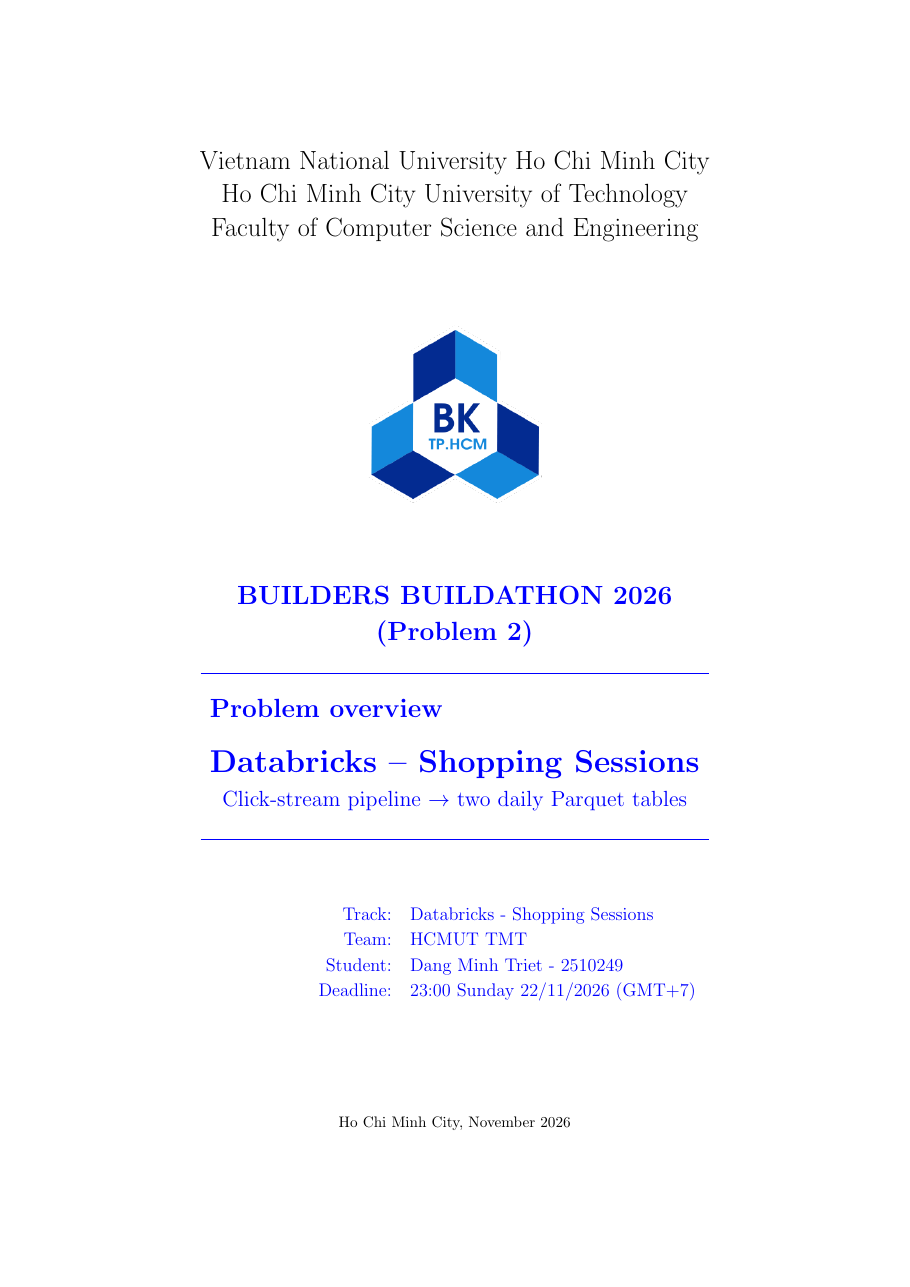 Vietnam National University Ho Chi Minh City
Ho Chi Minh City University of Technology
Faculty of Computer Science and Engineering
BK
TP.HCM
BUILDERS BUILDATHON 2026
(Problem 2)
Problem overview
Databricks – Shopping Sessions
Click-stream pipeline → two daily Parquet tables
Track: Databricks - Shopping Sessions
Team: HCMUT TMT
Student: Dang Minh Triet - 2510249
Deadline: 23:00 Sunday 22/11/2026 (GMT+7)
Ho Chi Minh City, November 2026